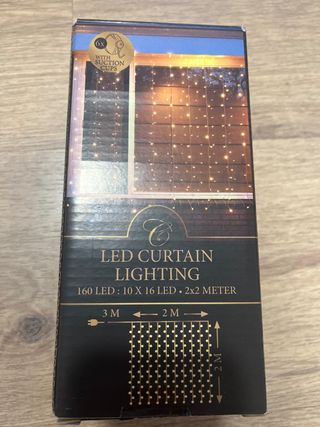 6x
WITH
SUCTION
CUPS
C
LED CURTAIN
LIGHTING
160 LED : 10 X 16 LED • 2x2 METER
3 M
2 M
2 M